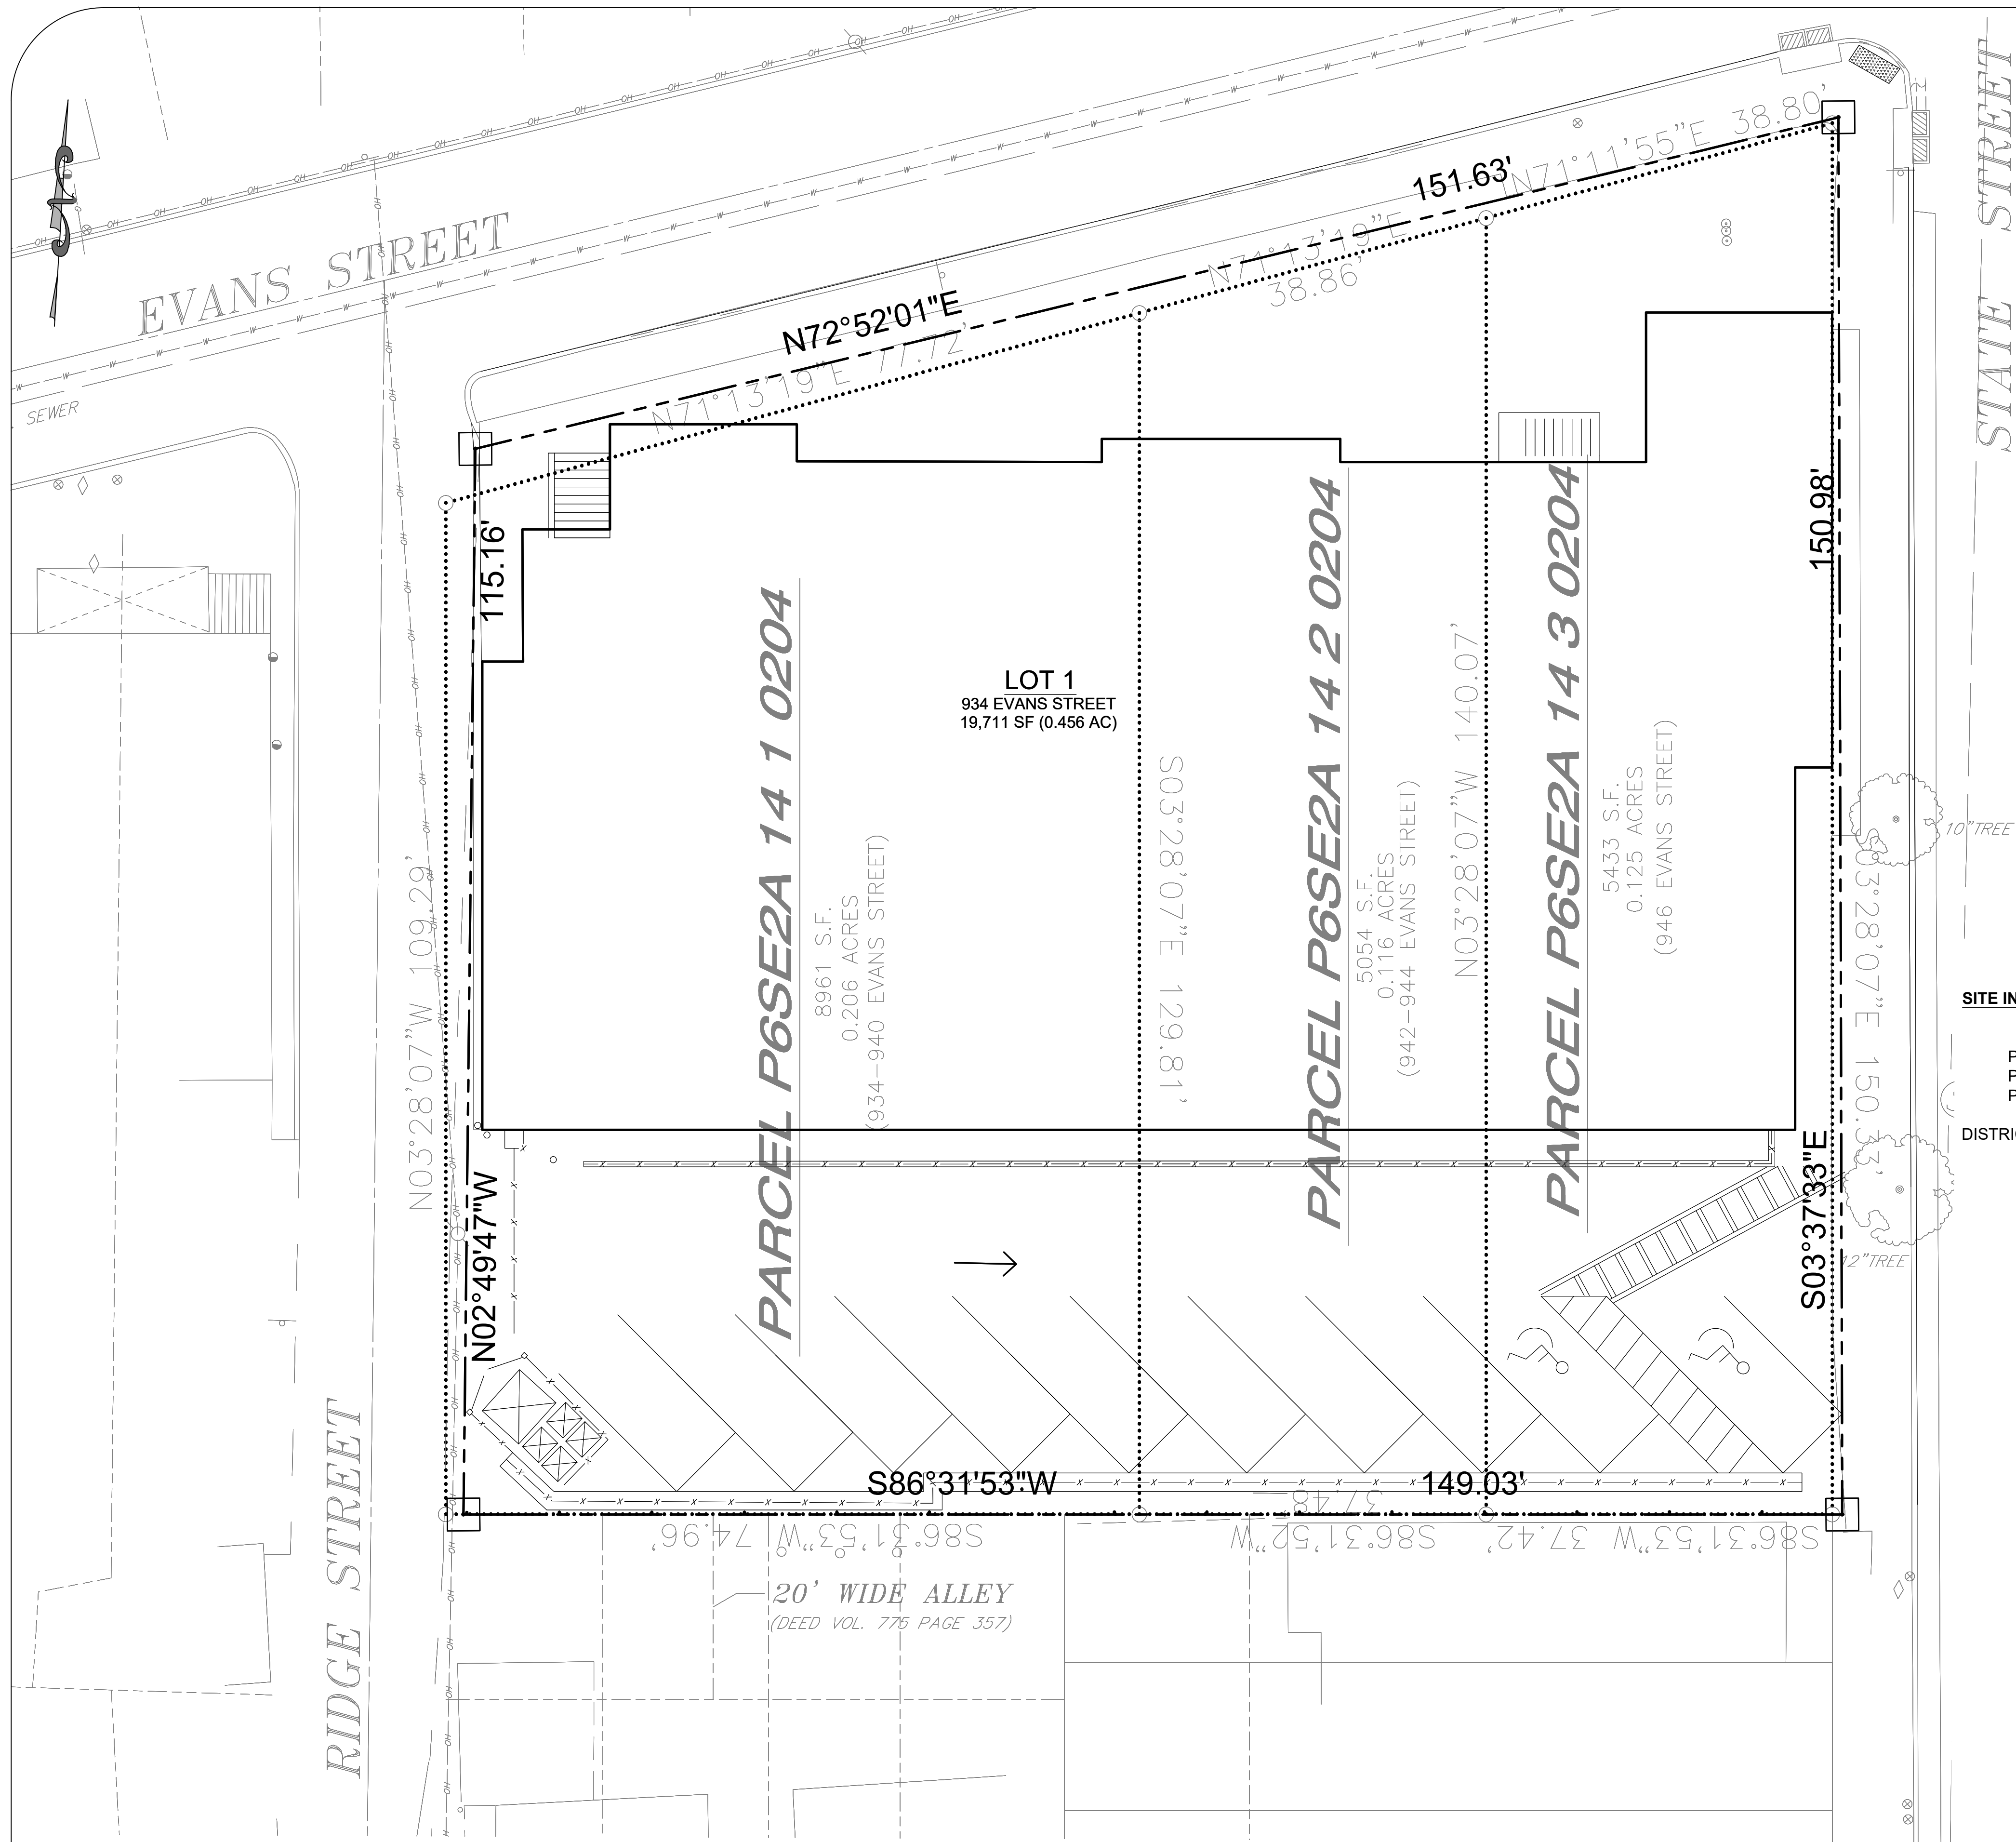 EVANS STREET
STATE STREET
RIDGE STREET
SEWER
151.63'
N72°52'01"E
N71°11'55"E 38.80'
N71°13'19"E
38.86'
N71°13'19"E 77.72'
115.16'
150.98'
LOT 1
934 EVANS STREET
19,711 SF (0.456 AC)
PARCEL P6SE2A 14 1 0204
8961 S.F.
0.206 ACRES
(934-940 EVANS STREET)
S03°28'07"E 129.81'
PARCEL P6SE2A 14 2 0204
5054 S.F.
0.116 ACRES
(942-944 EVANS STREET)
N03°28'07"W 140.07'
PARCEL P6SE2A 14 3 0204
5433 S.F.
0.125 ACRES
(946 EVANS STREET)
N03°28'07"W 109.29'
S03°28'07"E 150.33'
10"TREE
12"TREE
SITE IN
P
P
P
DISTRI
N02°49'47"W
S03°37'33"E
S86°31'53"W
149.03'
S86°31'53"W 74.96'
37.48'
S86°31'52"W
S86°31'53"W 37.42'
20' WIDE ALLEY
(DEED VOL. 775 PAGE 357)